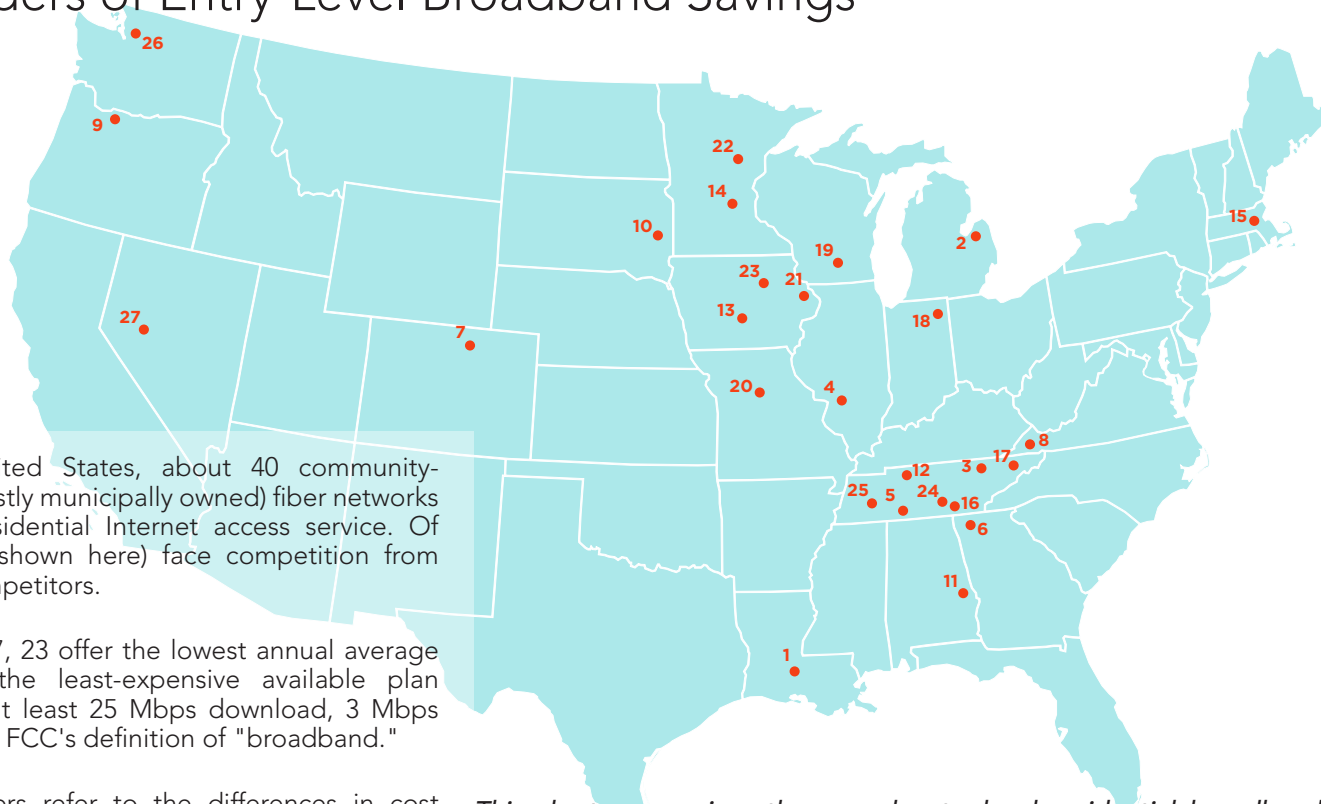 ders of Entry-Level Broadband Savings
26
9
22
14
10
15
2
19
23
21
27
13
18
7
20
4
8
17
3
12
25
5
24
16
6
11
1
ted States, about 40 community-
stly municipally owned) fiber networks
sidential Internet access service. Of
shown here) face competition from
petitors.
7, 23 offer the lowest annual average
the least-expensive available plan
t least 25 Mbps download, 3 Mbps
FCC's definition of "broadband."
ers refer to the differences in cost